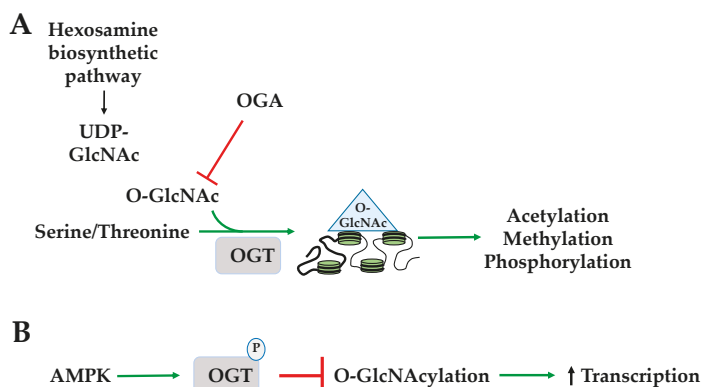 A
Hexosamine
biosynthetic
pathway
UDP-
GlcNAc
OGA
O-GlcNAc
Serine/Threonine
OGT
O-
GlcNAc
Acetylation
Methylation
Phosphorylation
B
AMPK
OGT
P
O-GlcNAcylation
Transcription